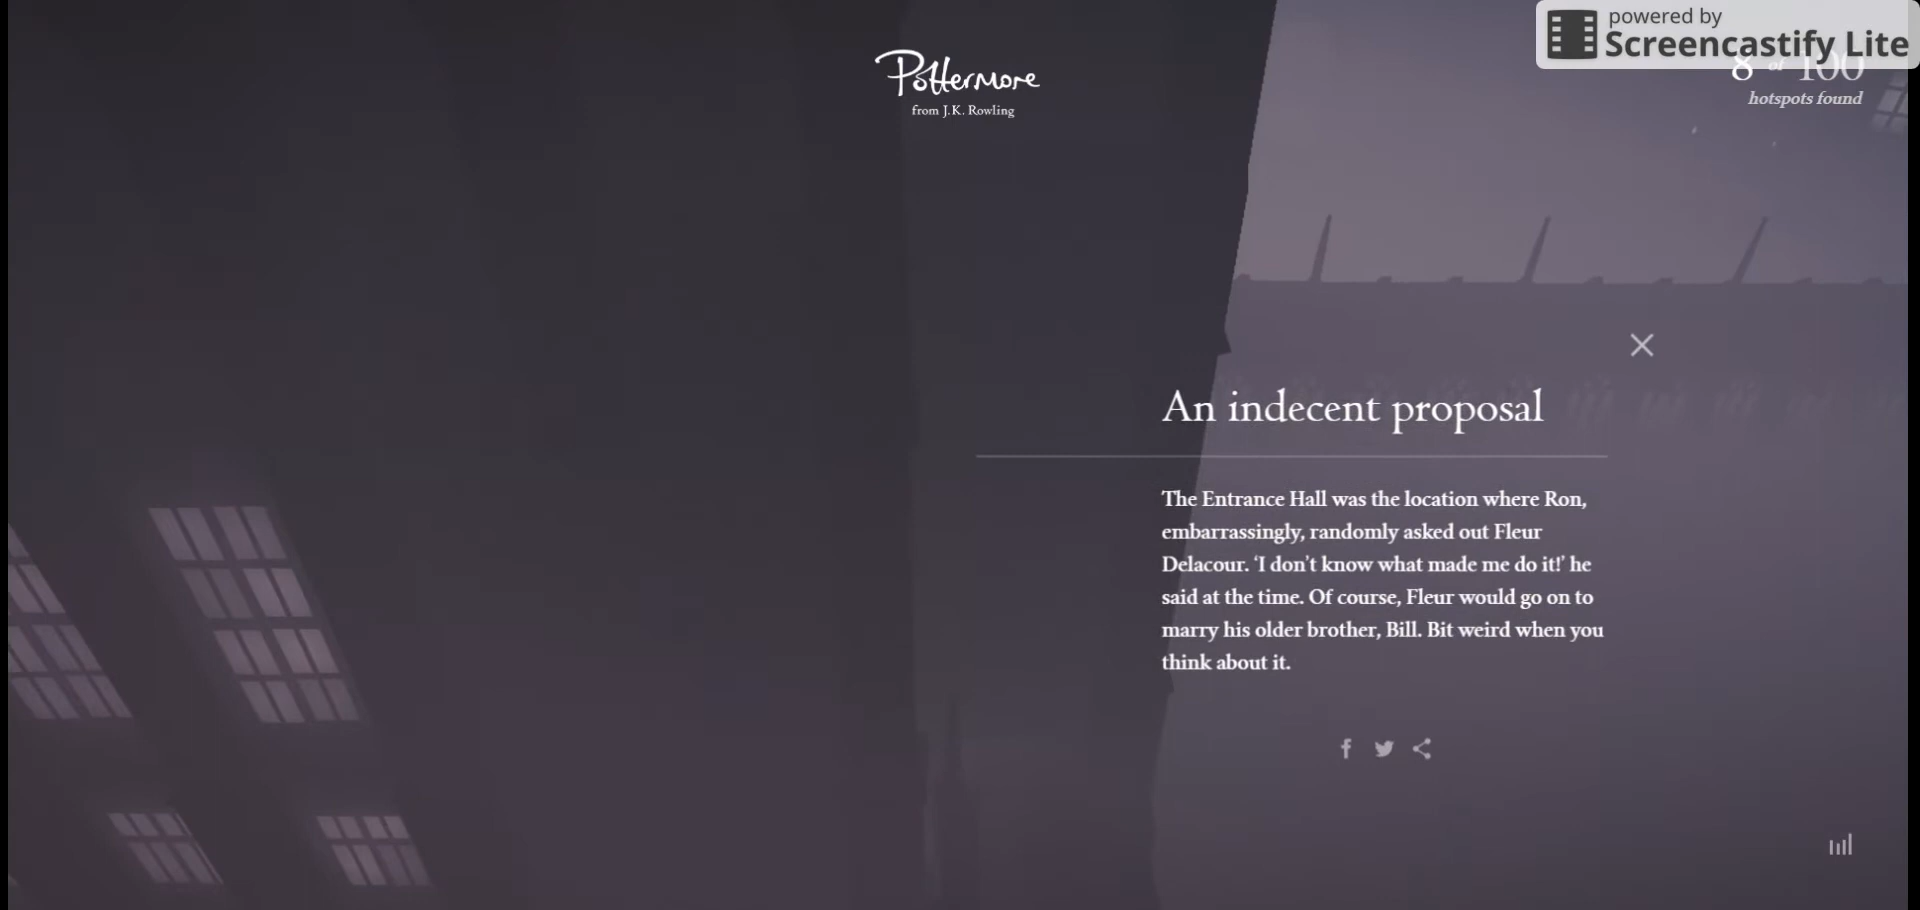 powered by
Screencastify Lite
Pottermore
from J.K. Rowling
8 of 100
hotspots found
An indecent proposal
The Entrance Hall was the location where Ron,
embarrassingly, randomly asked out Fleur
Delacour. ‘I don’t know what made me do it!’ he
said at the time. Of course, Fleur would go on to
marry his older brother, Bill. Bit weird when you
think about it.